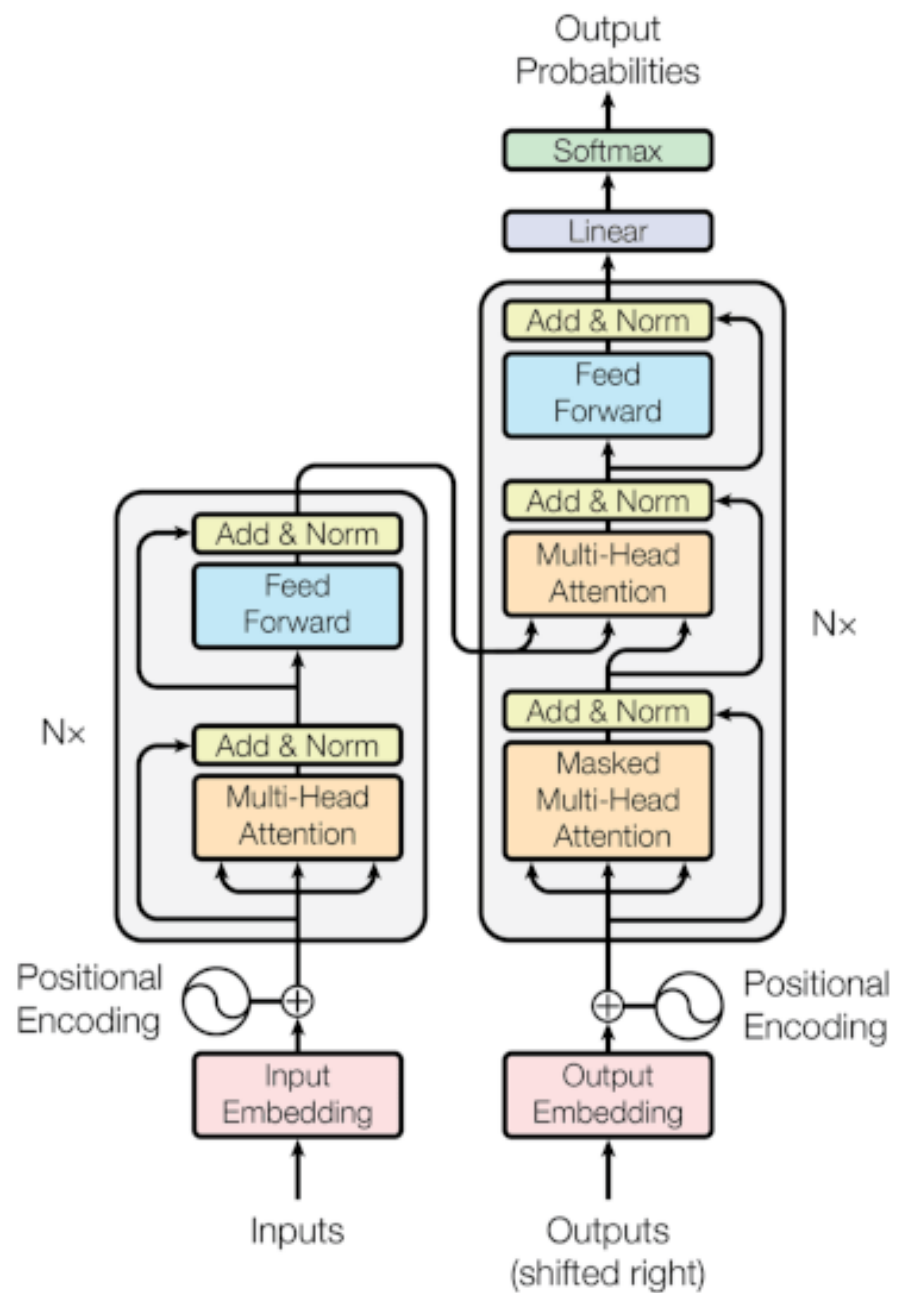 Output
Probabilities
Softmax
Linear
Add & Norm
Feed
Forward
Add & Norm
Multi-Head
Attention
Add & Norm
Masked
Multi-Head
Attention
N×
Add & Norm
Feed
Forward
Add & Norm
Multi-Head
Attention
N×
Positional
Encoding
Positional
Encoding
Input
Embedding
Output
Embedding
Inputs
Outputs
(shifted right)